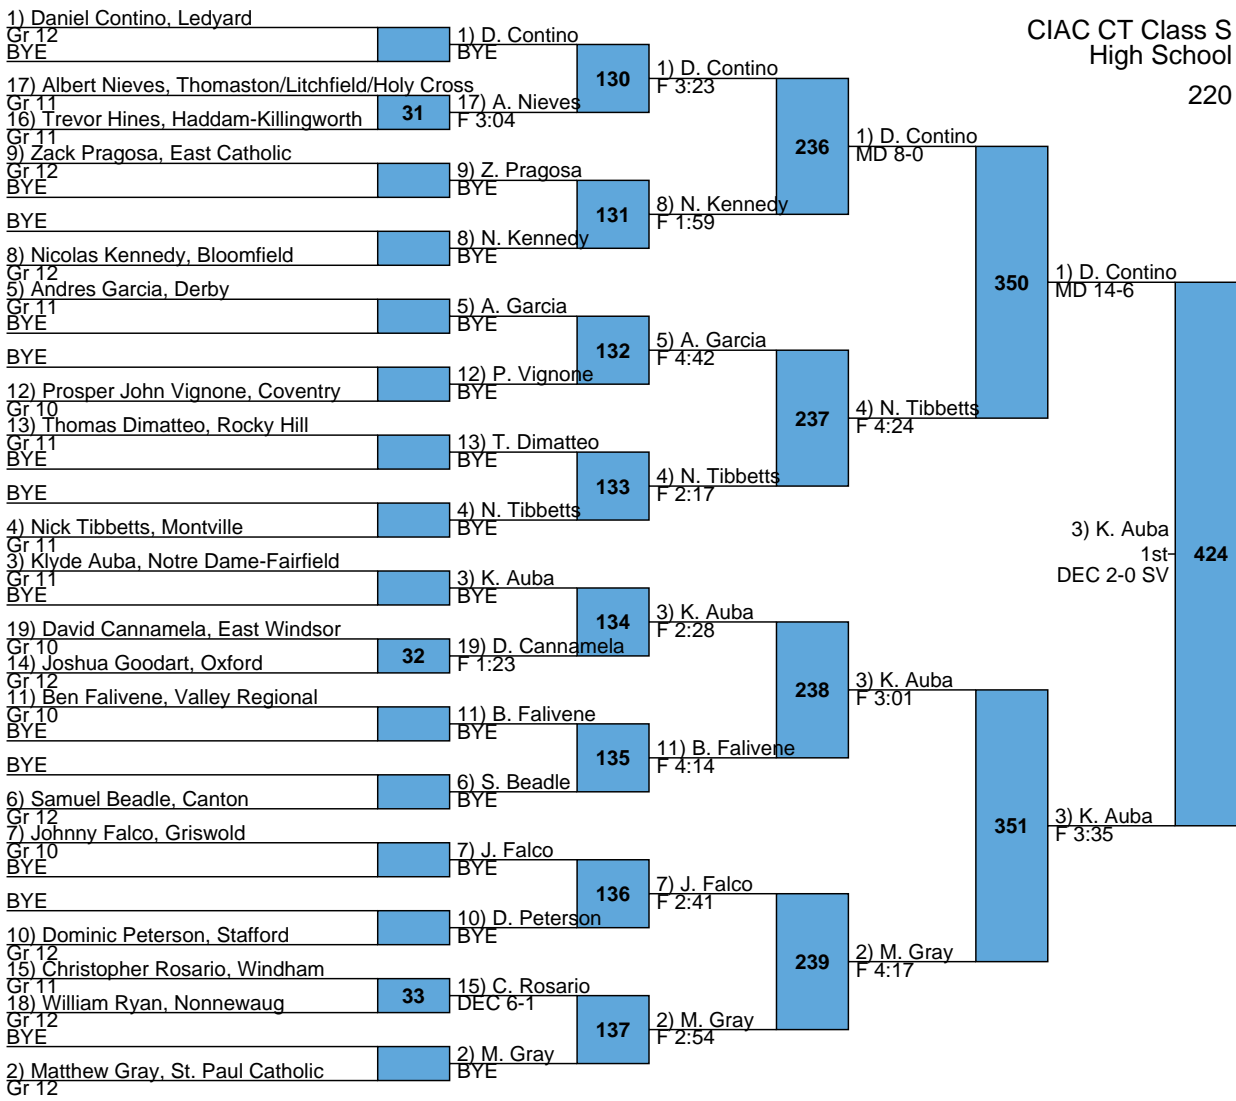 CIAC CT Class S
High School
220
1) Daniel Contino, Ledyard
Gr 12
BYE
17) Albert Nieves, Thomaston/Litchfield/Holy Cross
Gr 11
16) Trevor Hines, Haddam-Killingworth
Gr 11
9) Zack Pragosa, East Catholic
Gr 12
BYE
BYE
8) Nicolas Kennedy, Bloomfield
Gr 12
5) Andres Garcia, Derby
Gr 11
BYE
BYE
12) Prosper John Vignone, Coventry
Gr 10
13) Thomas Dimatteo, Rocky Hill
Gr 11
BYE
BYE
4) Nick Tibbetts, Montville
Gr 11
3) Klyde Auba, Notre Dame-Fairfield
Gr 11
BYE
19) David Cannamela, East Windsor
Gr 10
14) Joshua Goodart, Oxford
Gr 12
11) Ben Falivene, Valley Regional
Gr 10
BYE
BYE
6) Samuel Beadle, Canton
Gr 12
7) Johnny Falco, Griswold
Gr 10
BYE
BYE
10) Dominic Peterson, Stafford
Gr 12
15) Christopher Rosario, Windham
Gr 11
18) William Ryan, Nonnewaug
Gr 12
BYE
2) Matthew Gray, St. Paul Catholic
Gr 12
31
32
33
1) D. Contino
BYE
17) A. Nieves
F 3:04
9) Z. Pragosa
BYE
8) N. Kennedy
BYE
5) A. Garcia
BYE
12) P. Vignone
BYE
13) T. Dimatteo
BYE
4) N. Tibbetts
BYE
3) K. Auba
BYE
19) D. Cannamela
F 1:23
11) B. Falivene
BYE
6) S. Beadle
BYE
7) J. Falco
BYE
10) D. Peterson
BYE
15) C. Rosario
DEC 6-1
2) M. Gray
BYE
130
131
132
133
134
135
136
137
1) D. Contino
F 3:23
8) N. Kennedy
F 1:59
5) A. Garcia
F 4:42
4) N. Tibbetts
F 2:17
3) K. Auba
F 2:28
11) B. Falivene
F 4:14
7) J. Falco
F 2:41
2) M. Gray
F 2:54
236
237
238
239
1) D. Contino
MD 8-0
4) N. Tibbetts
F 4:24
3) K. Auba
F 3:01
2) M. Gray
F 4:17
350
351
1) D. Contino
MD 14-6
3) K. Auba
F 3:35
3) K. Auba
1st
DEC 2-0 SV
424